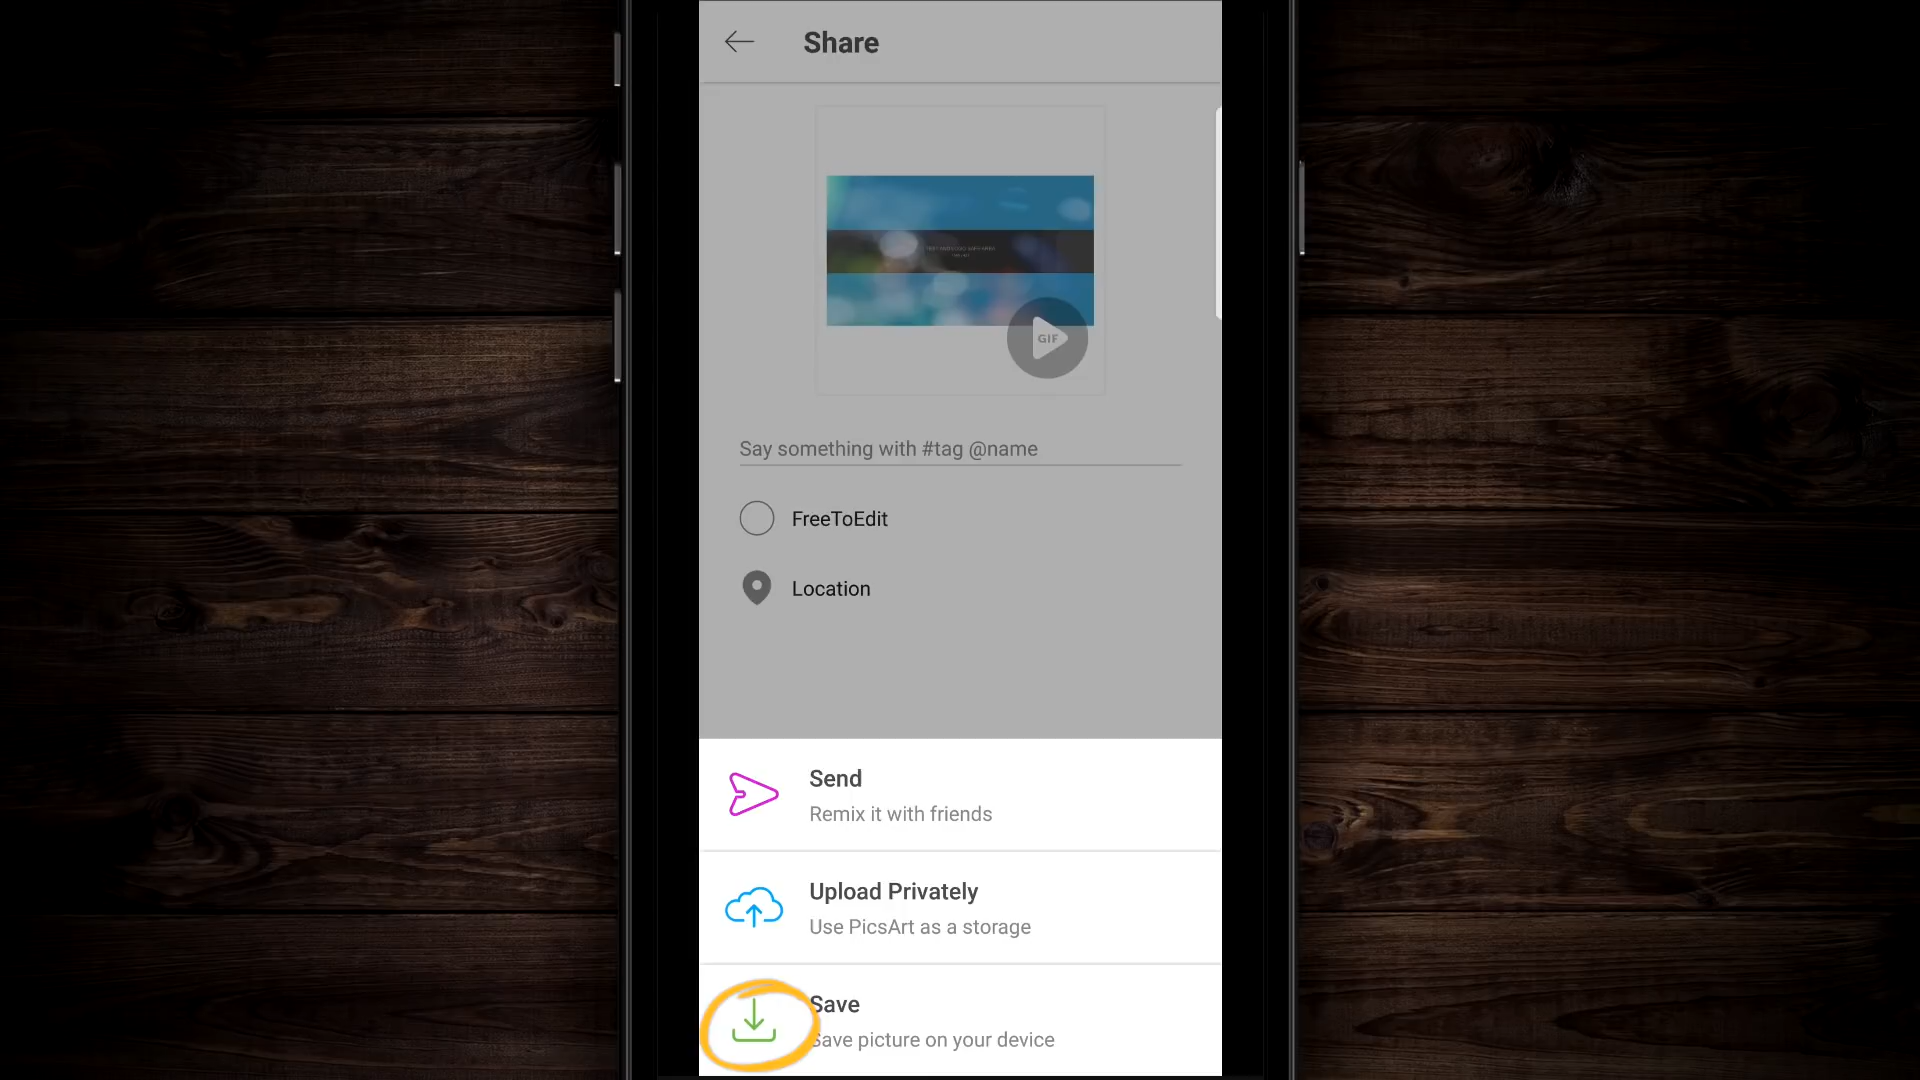 Share
GIF
Say something with #tag @name
FreeToEdit
Location
Send
Remix it with friends
Upload Privately
Use PicsArt as a storage
Save
Save picture on your device